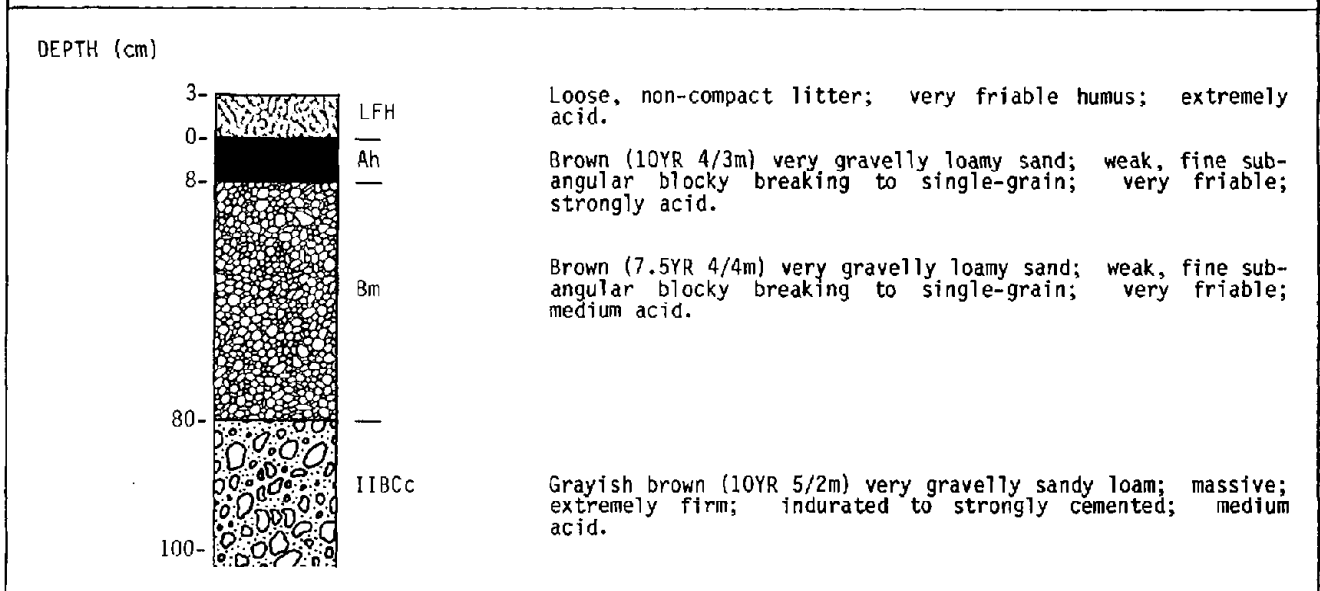 DEPTH (cm)
3-
LFH
Loose, non-compact litter; very friable humus; extremely
acid.
0-
Ah
Brown (10YR 4/3m) very gravelly loamy sand; weak, fine sub-
angular blocky breaking to single-grain; very friable;
strongly acid.
8-
Bm
Brown (7.5YR 4/4m) very gravelly loamy sand; weak, fine sub-
angular blocky breaking to single-grain; very friable;
medium acid.
80-
IIBCc
Grayish brown (10YR 5/2m) very gravelly sandy loam; massive;
extremely firm; indurated to strongly cemented; medium
acid.
100-